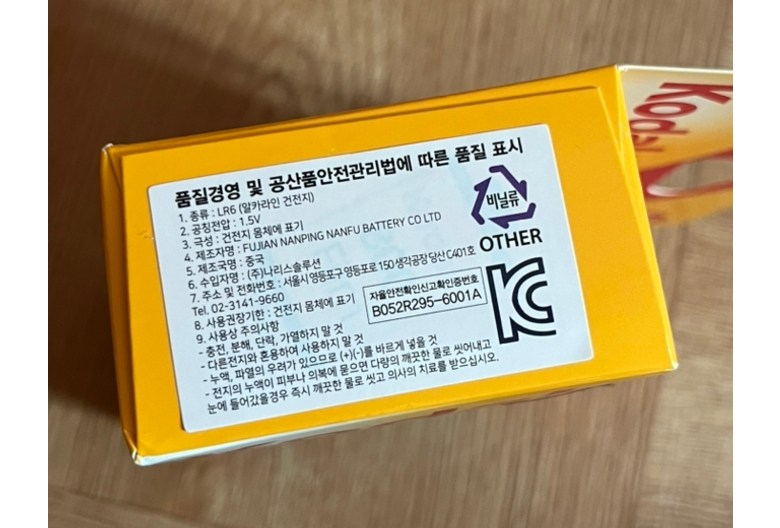 Kodak
품질경영 및 공산품안전관리법에 따른 품질 표시
1. 종류 : LR6 (알카라인 건전지)
2. 공칭전압 : 1.5V
3. 극성 : 건전지 몸체에 표기
4. 제조자명 : FUJIAN NANPING NANFU BATTERY CO LTD
5. 제조국명 : 중국
6. 수입자명 : (주)나리스솔루션
7. 주소 및 전화번호 : 서울시 영등포구 영등포로 150 생각공장 당산 C401호
Tel. 02-3141-9660
8. 사용권장기한 : 건전지 몸체에 표기
9. 사용상 주의사항
- 충전, 분해, 단락, 가열하지 말 것
- 다른전지와 혼용하여 사용하지 말 것
- 누액, 파열의 우려가 있으므로 (+)(-)를 바르게 넣을 것
- 전지의 누액이 피부나 의복에 묻으면 다량의 깨끗한 물로 씻어내고
눈에 들어갔을경우 즉시 깨끗한 물로 씻고 의사의 치료를 받으십시오.
비닐류
OTHER
자율안전확인신고확인증번호
B052R295-6001A